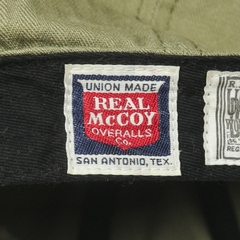 UNION MADE
REAL
McCOY
OVERALLS
Co.
SAN ANTONIO, TEX.